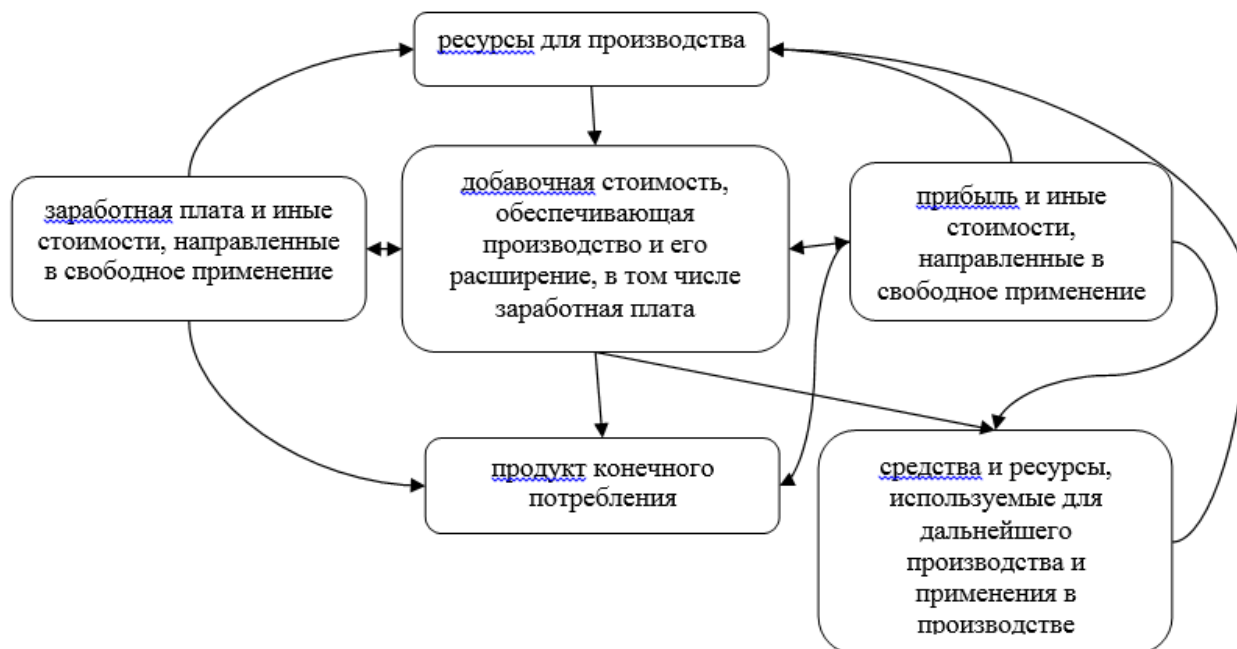 ресурсы для производства
заработная плата и иные
стоимости, направленные
в свободное применение
добавочная стоимость,
обеспечивающая
производство и его
расширение, в том числе
заработная плата
прибыль и иные
стоимости,
направленные в
свободное применение
продукт конечного
потребления
средства и ресурсы,
используемые для
дальнейшего
производства и
применения в
производстве